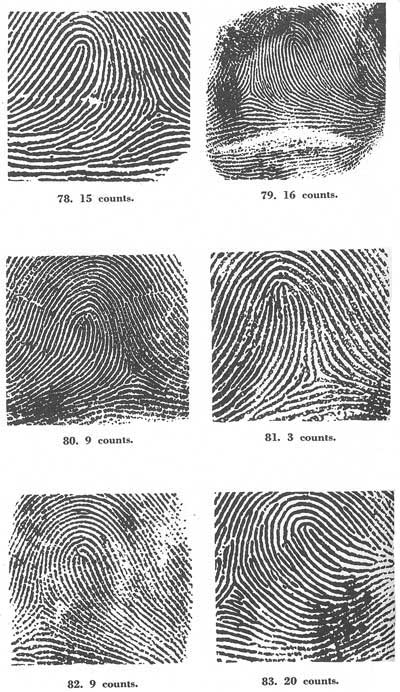 78. 15 counts.
79. 16 counts.
80. 9 counts.
81. 3 counts.
82. 9 counts.
83. 20 counts.